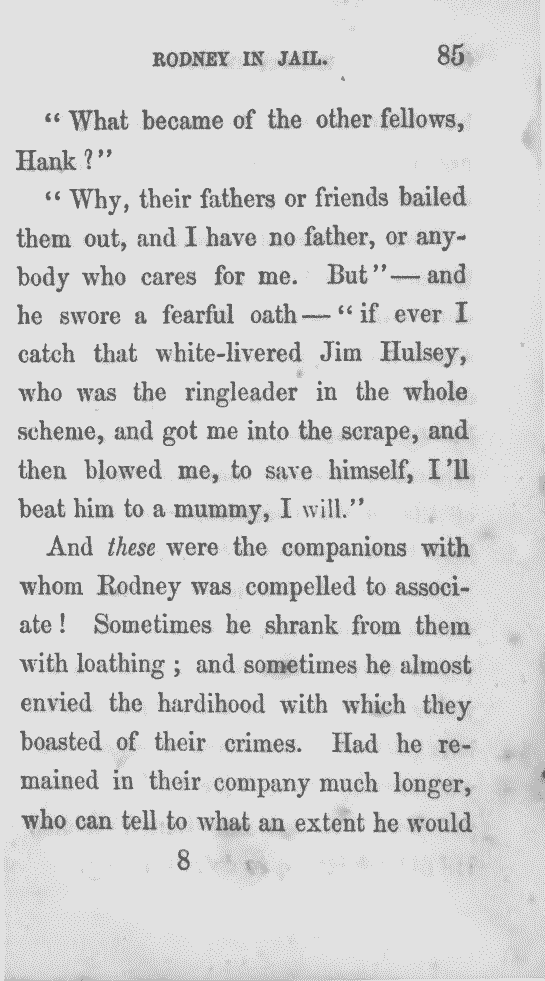 RODNEY IN JAIL. 85
“ What became of the other fellows,
Hank ?”
“ Why, their fathers or friends bailed
them out, and I have no father, or any-
body who cares for me. But”—and
he swore a fearful oath—“if ever I
catch that white-livered Jim Hulsey,
who was the ringleader in the whole
scheme, and got me into the scrape, and
then blowed me, to save himself, I ’ll
beat him to a mummy, I will.”
And these were the companions with
whom Rodney was compelled to associ-
ate ! Sometimes he shrank from them
with loathing ; and sometimes he almost
envied the hardihood with which they
boasted of their crimes. Had he re-
mained in their company much longer,
who can tell to what an extent he would
8